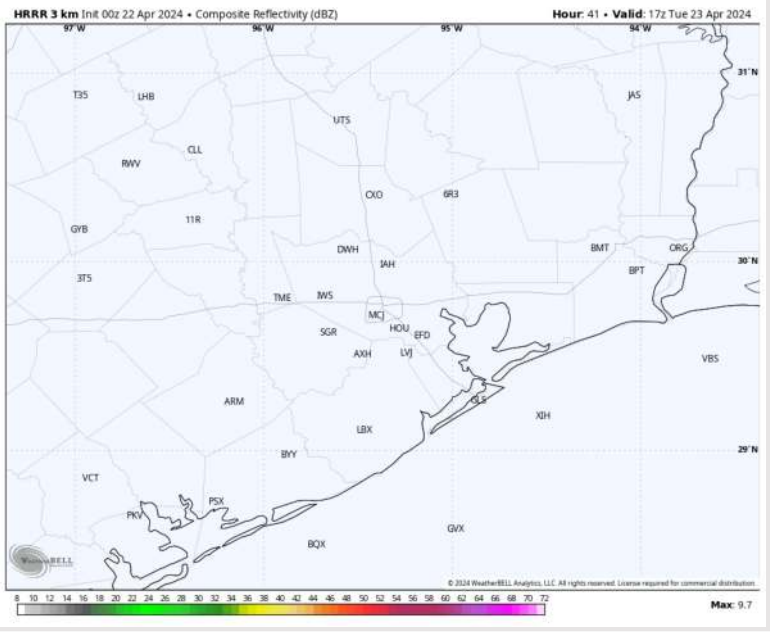 HRRR 3 km Init 00z 22 Apr 2024 • Composite Reflectivity (dBZ)
Hour: 41 • Valid: 17z Tue 23 Apr 2024
97°W 96°W 95°W 94°W
31°N
T35 LHB JAS
UTS
CLL
RWV
CXO 6R3
11R
GYB
DWH BMT ORG
IAH 30°N
3T5 BPT
TME IWS
MCJ
SGR HOU EFD
AXH LVJ
VBS
ARM GLS
XIH
LBX
BYY 29°N
VCT
PSX
PKV
GVX
BQX
WeatherBELL
© 2024 WeatherBELL Analytics, LLC. All rights reserved. License required for commercial distribution.
8 10 12 14 16 18 20 22 24 26 28 30 32 34 36 38 40 42 44 46 48 50 52 54 56 58 60 62 64 66 68 70 72
Max: 9.7